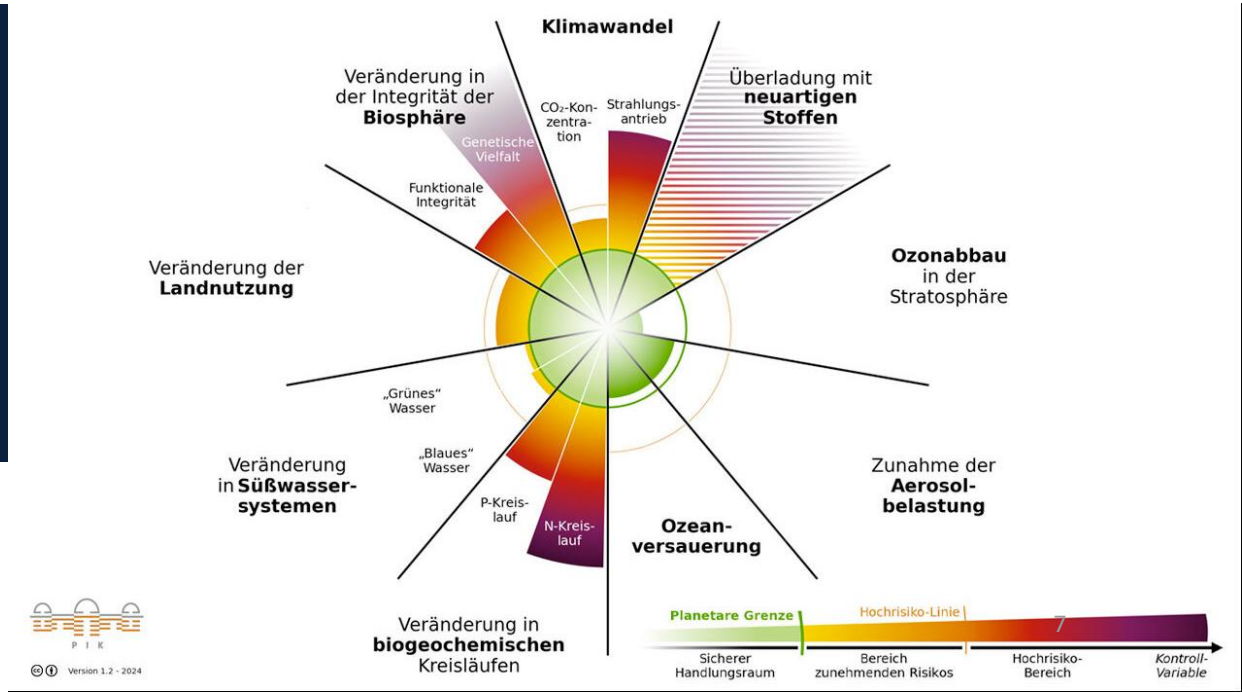 Klimawandel
CO₂-Kon-
zentra-
tion
Strahlungs-
antrieb
Überladung mit
neuartigen
Stoffen
Ozonabbau
in der
Stratosphäre
Zunahme der
Aerosol-
belastung
Ozean-
versauerung
Veränderung in
biogeochemischen
Kreisläufen
P-Kreis-
lauf
N-Kreis-
lauf
Veränderung
in Süßwasser-
systemen
„Grünes“
Wasser
„Blaues“
Wasser
Veränderung der
Landnutzung
Veränderung in
der Integrität der
Biosphäre
Genetische
Vielfalt
Funktionale
Integrität
Planetare Grenze
Hochrisiko-Linie
7
Sicherer
Handlungsraum
Bereich
zunehmenden Risikos
Hochrisiko-
Bereich
Kontroll-
Variable
PIK
cc
Version 1.2 - 2024